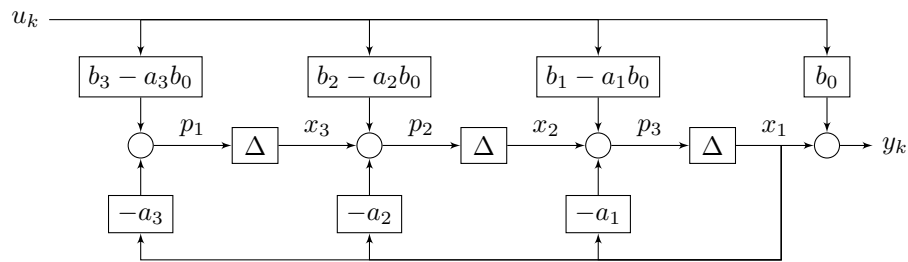 u_k
b_3 − a_3b_0 b_2 − a_2b_0 b_1 − a_1b_0 b_0
p_1 Δ x_3 p_2 Δ x_2 p_3 Δ x_1 y_k
−a_3 −a_2 −a_1